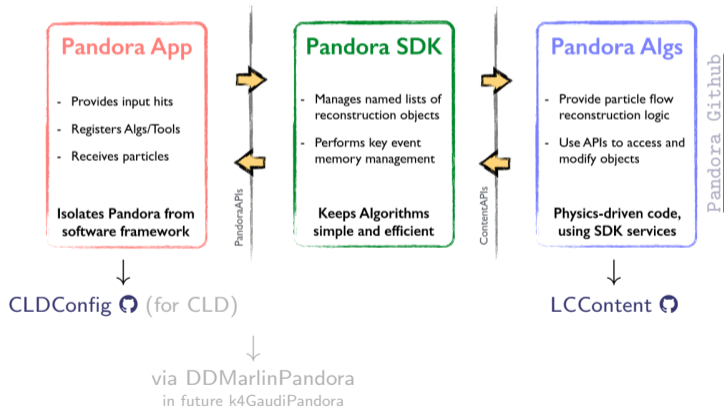 Pandora App
- Provides input hits
- Registers Algs/Tools
- Receives particles
Isolates Pandora from
software framework
PandoraAPIs
Pandora SDK
- Manages named lists of
reconstruction objects
- Performs key event
memory management
Keeps Algorithms
simple and efficient
ContentAPIs
Pandora Algs
- Provide particle flow
reconstruction logic
- Use APIs to access and
modify objects
Physics-driven code,
using SDK services
Pandora Github
CLDConfig (for CLD)
LCContent
via DDMarlinPandora
in future k4GaudiPandora